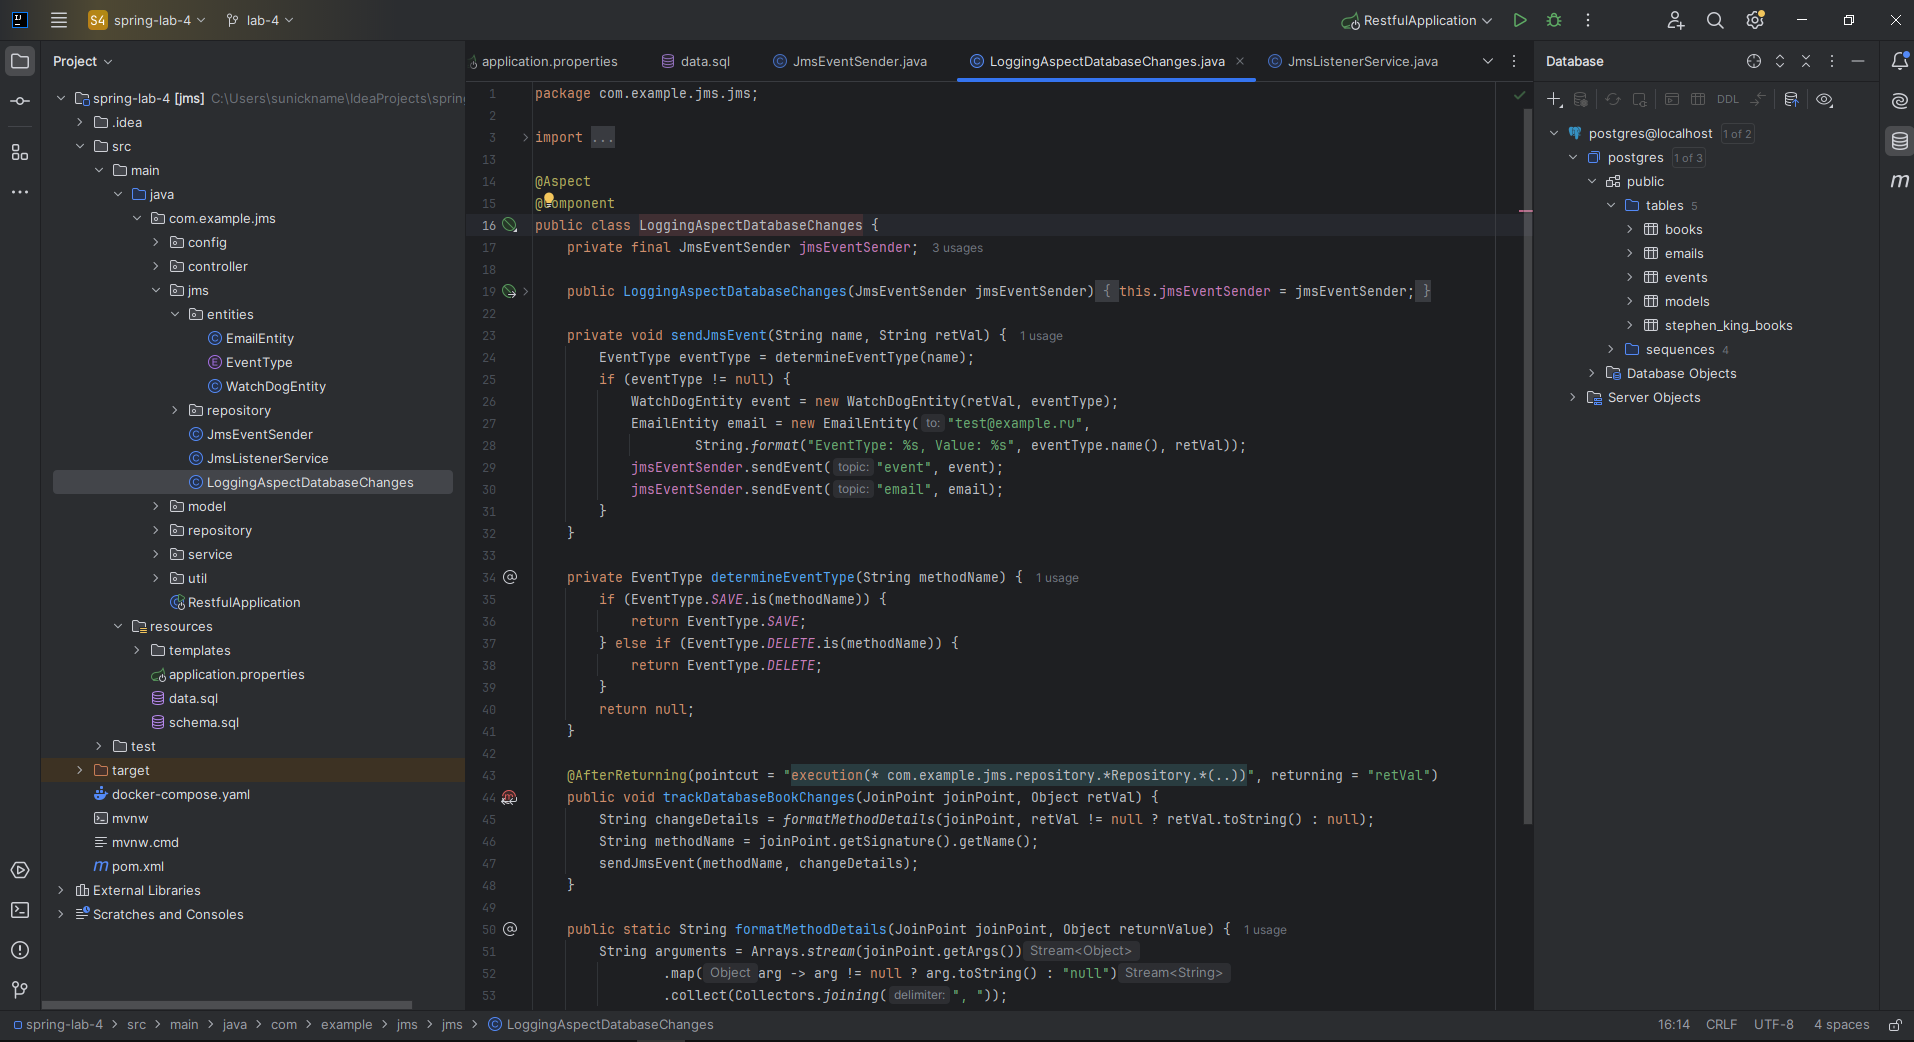 S4 spring-lab-4 lab-4 RestfulApplication
Project
spring-lab-4 [jms] C:\Users\sunickname\IdeaProjects\spring
.idea
src
main
java
com.example.jms
config
controller
jms
entities
EmailEntity
EventType
WatchDogEntity
repository
JmsEventSender
JmsListenerService
LoggingAspectDatabaseChanges
model
repository
service
util
RestfulApplication
resources
templates
application.properties
data.sql
schema.sql
test
target
docker-compose.yaml
mvnw
mvnw.cmd
pom.xml
External Libraries
Scratches and Consoles
application.properties data.sql JmsEventSender.java LoggingAspectDatabaseChanges.java JmsListenerService.java
1 package com.example.jms.jms;
2
3 import ...
13
14 @Aspect
15 @Component
16 public class LoggingAspectDatabaseChanges {
17 private final JmsEventSender jmsEventSender; 3 usages
18
19 public LoggingAspectDatabaseChanges(JmsEventSender jmsEventSender) { this.jmsEventSender = jmsEventSender; }
22
23 private void sendJmsEvent(String name, String retVal) { 1 usage
24 EventType eventType = determineEventType(name);
25 if (eventType != null) {
26 WatchDogEntity event = new WatchDogEntity(retVal, eventType);
27 EmailEntity email = new EmailEntity( to: "test@example.ru",
28 String.format("EventType: %s, Value: %s", eventType.name(), retVal));
29 jmsEventSender.sendEvent( topic: "event", event);
30 jmsEventSender.sendEvent( topic: "email", email);
31 }
32 }
33
34 private EventType determineEventType(String methodName) { 1 usage
35 if (EventType.SAVE.is(methodName)) {
36 return EventType.SAVE;
37 } else if (EventType.DELETE.is(methodName)) {
38 return EventType.DELETE;
39 }
40 return null;
41 }
42
43 @AfterReturning(pointcut = "execution(* com.example.jms.repository.*Repository.*(..))", returning = "retVal")
44 public void trackDatabaseBookChanges(JoinPoint joinPoint, Object retVal) {
45 String changeDetails = formatMethodDetails(joinPoint, retVal != null ? retVal.toString() : null);
46 String methodName = joinPoint.getSignature().getName();
47 sendJmsEvent(methodName, changeDetails);
48 }
49
50 public static String formatMethodDetails(JoinPoint joinPoint, Object returnValue) { 1 usage
51 String arguments = Arrays.stream(joinPoint.getArgs()) Stream<Object>
52 .map( Object arg -> arg != null ? arg.toString() : "null") Stream<String>
53 .collect(Collectors.joining( delimiter: ", "));
Database
DDL
postgres@localhost 1 of 2
postgres 1 of 3
public
tables 5
books
emails
events
models
stephen_king_books
sequences 4
Database Objects
Server Objects
m
spring-lab-4 > src > main > java > com > example > jms > jms > LoggingAspectDatabaseChanges 16:14 CRLF UTF-8 4 spaces